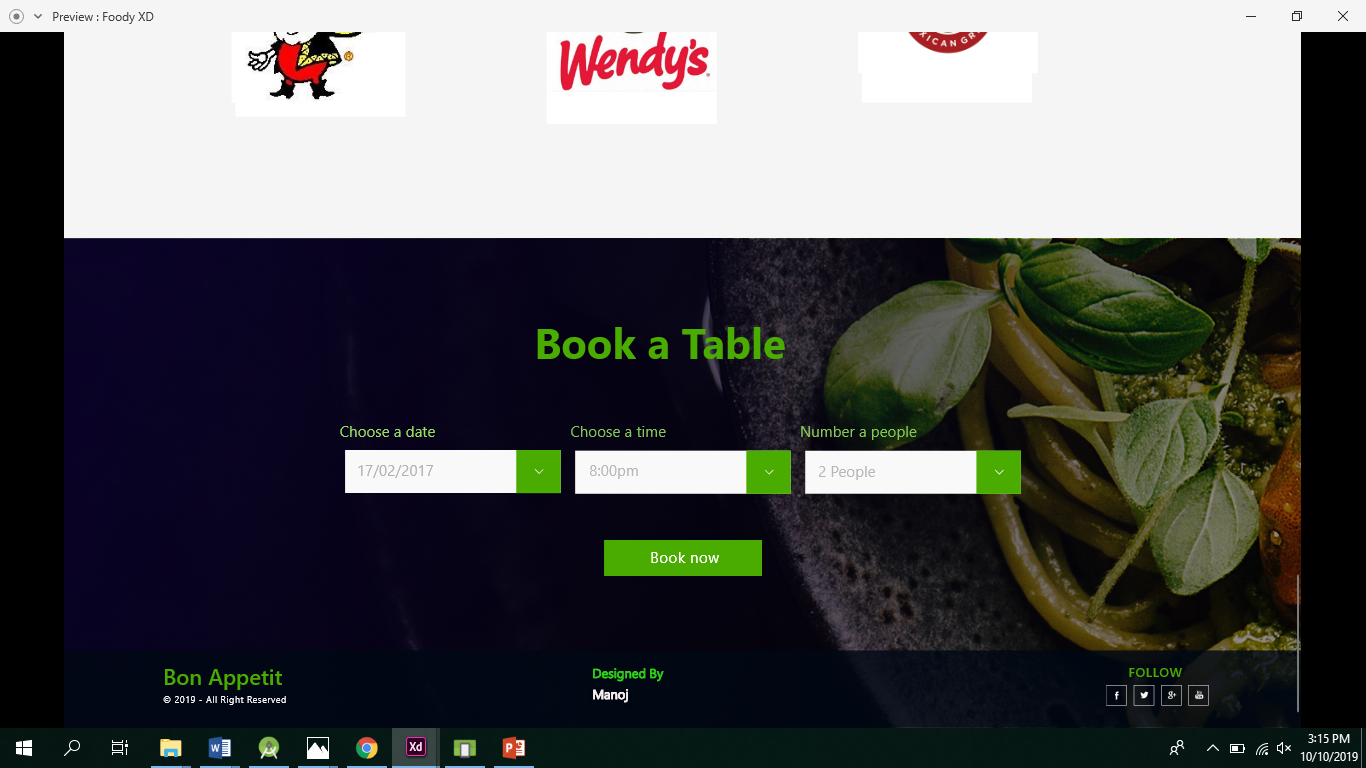 Preview : Foody XD
Wendy's
XICAN GR
Book a Table
Choose a date
Choose a time
Number a people
17/02/2017
8:00pm
2 People
Book now
Bon Appetit
© 2019 - All Right Reserved
Designed By
Manoj
FOLLOW
W
Xd
P
3:15 PM
10/10/2019